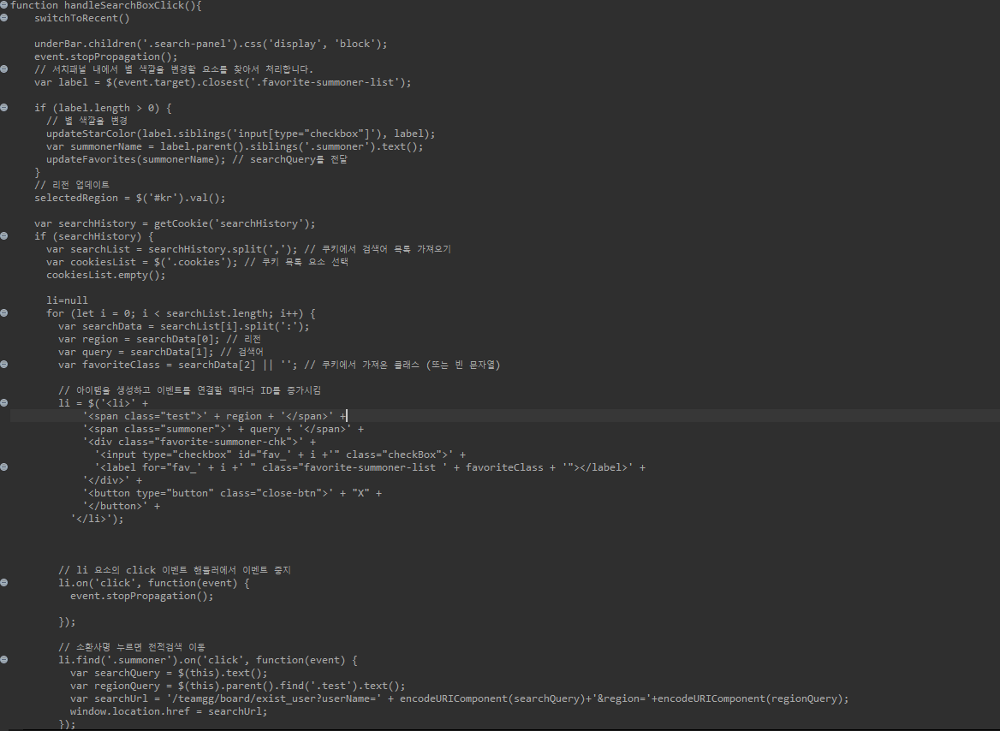 function handleSearchBoxClick(){
    switchToRecent()
    underBar.children('.search-panel').css('display', 'block');
    event.stopPropagation();
    // 서치패널 내에서 별 색깔을 변경할 요소를 찾아서 처리합니다.
    var label = $(event.target).closest('.favorite-summoner-list');
    if (label.length > 0) {
      // 별 색깔을 변경
      updateStarColor(label.siblings('input[type="checkbox"]'), label);
      var summonerName = label.parent().siblings('.summoner').text();
      updateFavorites(summonerName); // searchQuery를 전달
    }
    // 리전 업데이트
    selectedRegion = $('#kr').val();
    var searchHistory = getCookie('searchHistory');
    if (searchHistory) {
      var searchList = searchHistory.split(','); // 쿠키에서 검색어 목록 가져오기
      var cookiesList = $('.cookies'); // 쿠키 목록 요소 선택
      cookiesList.empty();
      li=null
      for (let i = 0; i < searchList.length; i++) {
        var searchData = searchList[i].split(':');
        var region = searchData[0]; // 리전
        var query = searchData[1]; // 검색어
        var favoriteClass = searchData[2] || ''; // 쿠키에서 가져온 클래스 (또는 빈 문자열)
        // 아이템을 생성하고 이벤트를 연결할 때마다 ID를 증가시킴
        li = $('<li>' +
            '<span class="test">' + region + '</span>' +
            '<span class="summoner">' + query + '</span>' +
            '<div class="favorite-summoner-chk">' +
              '<input type="checkbox" id="fav_' + i +'" class="checkBox">' +
              '<label for="fav_' + i +' " class="favorite-summoner-list ' + favoriteClass + '"></label>' +
            '</div>' +
            '<button type="button" class="close-btn">' + "X" +
            '</button>' +
          '</li>');
        // li 요소의 click 이벤트 핸들러에서 이벤트 중지
        li.on('click', function(event) {
          event.stopPropagation();
        });
        // 소환사명 누르면 전적검색 이동
        li.find('.summoner').on('click', function(event) {
          var searchQuery = $(this).text();
          var regionQuery = $(this).parent().find('.test').text();
          var searchUrl = '/teamgg/board/exist_user?userName=' + encodeURIComponent(searchQuery)+'&region='+encodeURIComponent(regionQuery);
          window.location.href = searchUrl;
        });